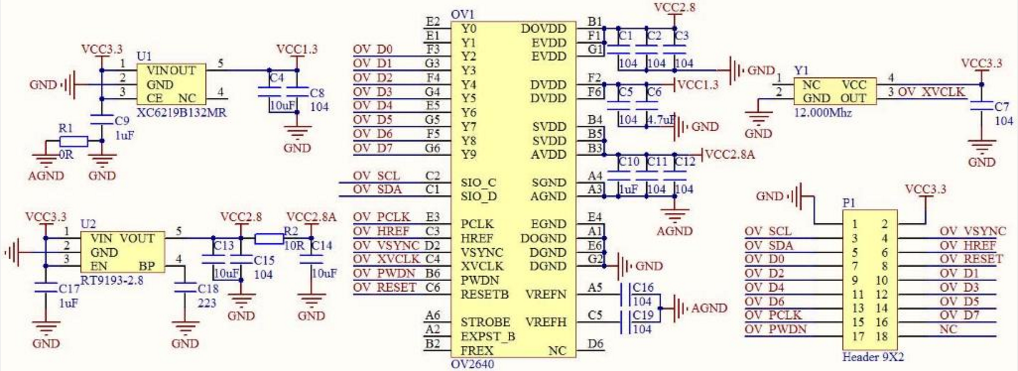 VCC3.3
U1
VCC1.3
1 VIN OUT 5
GND 2 GND
3 CE NC 4
XC6219B132MR
C4
10uF
C8
104
GND
C9
1uF
R1
0R
AGND GND
VCC3.3
U2
VCC2.8
R2
10R
VCC2.8A
1 VIN VOUT 5
2 GND
3 EN BP 4
RT9193-2.8
C13
10uF
C15
104
C14
10uF
C17
1uF
C18
223
GND GND GND GND
OV1
E2 Y0 DOVDD B1
E1 Y1 EVDD F1
OV D0 F3 Y2 EVDD G1
OV D1 G3 Y3
OV D2 F4 Y4 DVDD F2
OV D3 G4 Y5 DVDD F6
OV D4 E5 Y6
OV D5 G5 Y7 SVDD B4
OV D6 F5 Y8 SVDD B5
OV D7 G6 Y9 AVDD B3
OV SCL C2 SIO_C SGND A4
OV SDA C1 SIO_D AGND A3
OV PCLK E3 PCLK EGND E4
OV HREF C3 HREF DOGND A1
OV VSYNC D2 VSYNC DGND E6
OV XVCLK C4 XVCLK DGND G2
OV PWDN B6 PWDN
OV RESET C6 RESETB VREFN A5
A6 STROBE VREFH C5
A2 EXPST_B
B2 FREX NC D6
OV2640
VCC2.8
C1 C2 C3
104 104 104
GND
VCC1.3
C5 C6
104 4.7uF
GND
VCC2.8A
C10 C11 C12
1uF 104 104
AGND
GND
C16
104
C19
104
AGND
Y1
VCC3.3
1 NC VCC 4
2 GND OUT 3 OV XVCLK
12.000Mhz
C7
104
GND
GND
GND
P1
VCC3.3
1 2
OV SCL 3 4 OV VSYNC
OV SDA 5 6 OV HREF
OV D0 7 8 OV RESET
OV D2 9 10 OV D1
OV D4 11 12 OV D3
OV D6 13 14 OV D5
OV PCLK 15 16 OV D7
OV PWDN 17 18 NC
Header 9X2